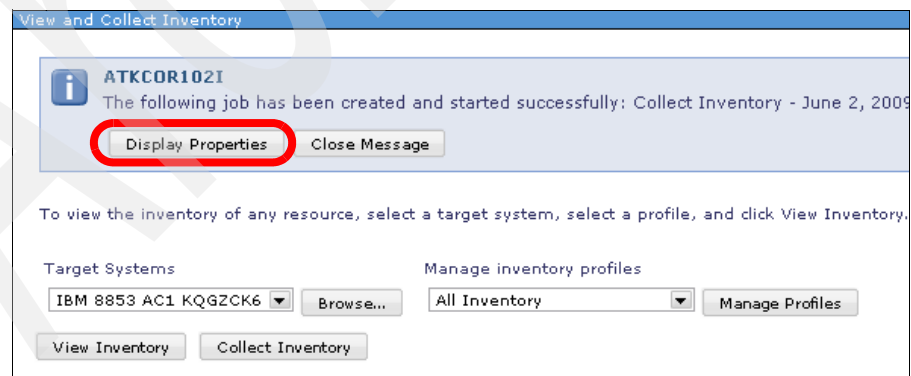 View and Collect Inventory
ATKCOR102I
The following job has been created and started successfully: Collect Inventory - June 2, 2009
Display Properties Close Message
To view the inventory of any resource, select a target system, select a profile, and click View Inventory.
Target Systems Manage inventory profiles
IBM 8853 AC1 KQGZCK6 Browse... All Inventory Manage Profiles
View Inventory Collect Inventory